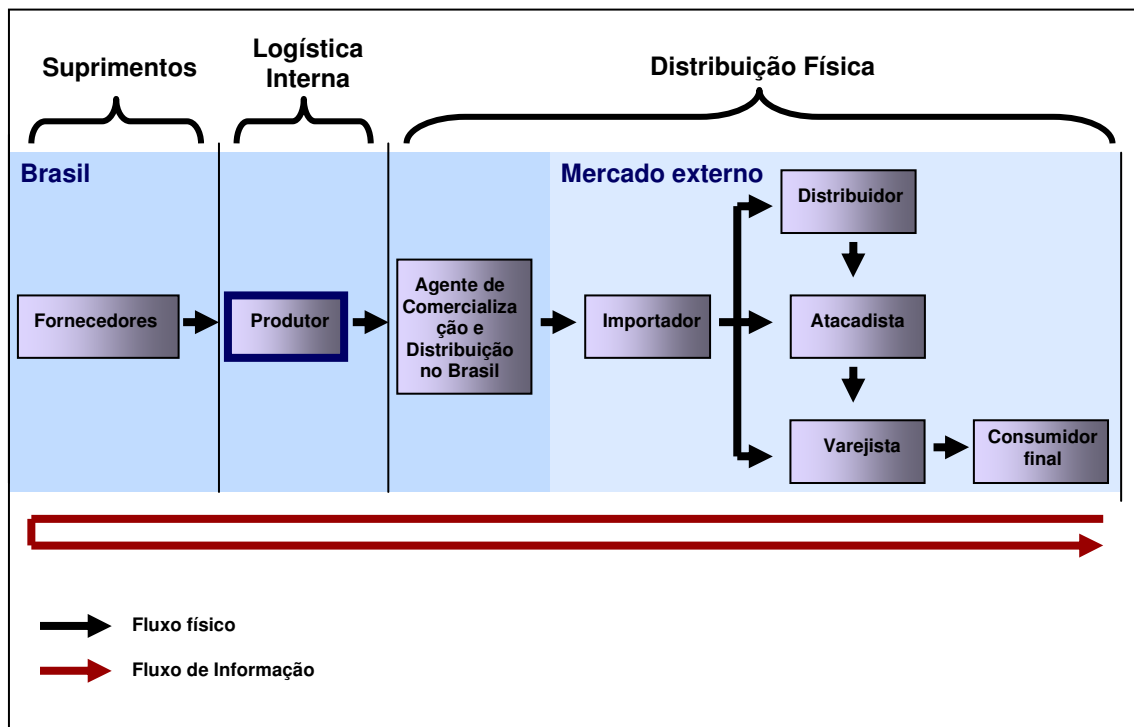 Suprimentos
Logística
Interna
Distribuição Física
Brasil
Mercado externo
Fornecedores
Produtor
Agente de
Comercializa
ção e
Distribuição
no Brasil
Importador
Distribuidor
Atacadista
Varejista
Consumidor
final
Fluxo físico
Fluxo de Informação